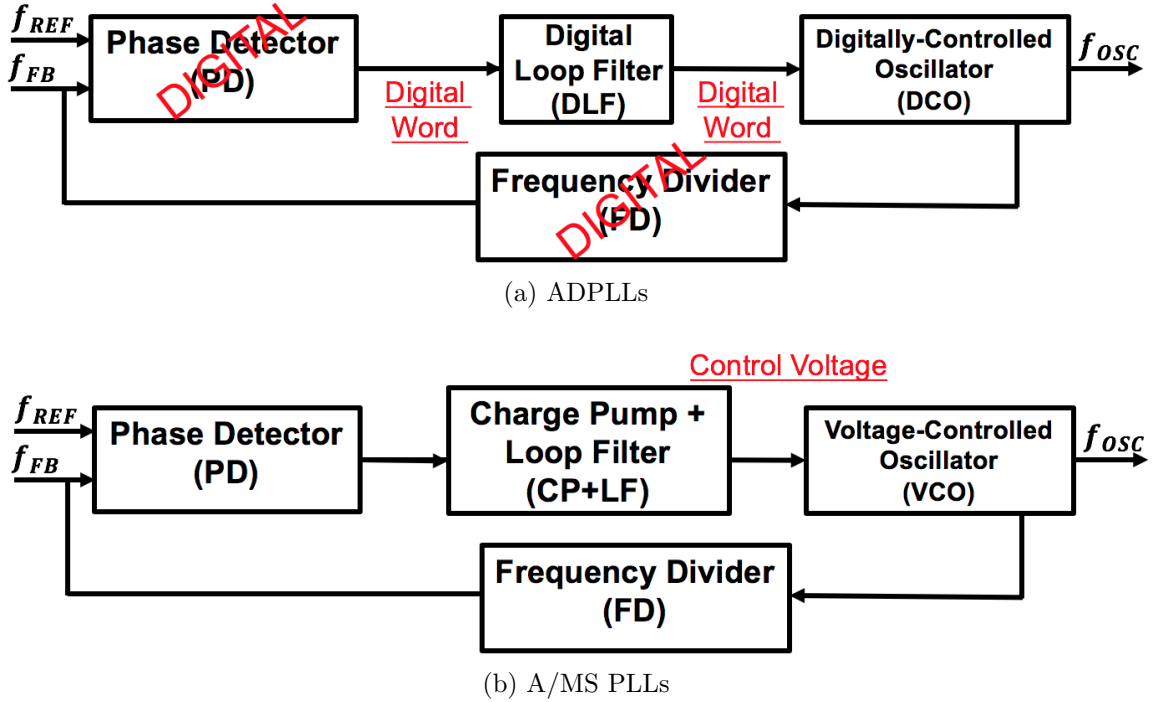 f_REF
f_FB
Phase Detector
(PD)
DIGITAL
Digital
Word
Digital
Loop Filter
(DLF)
Digital
Word
Digitally-Controlled
Oscillator
(DCO)
f_OSC
Frequency Divider
(FD)
DIGITAL
(a) ADPLLs
f_REF
f_FB
Phase Detector
(PD)
Charge Pump +
Loop Filter
(CP+LF)
Control Voltage
Voltage-Controlled
Oscillator
(VCO)
f_OSC
Frequency Divider
(FD)
(b) A/MS PLLs